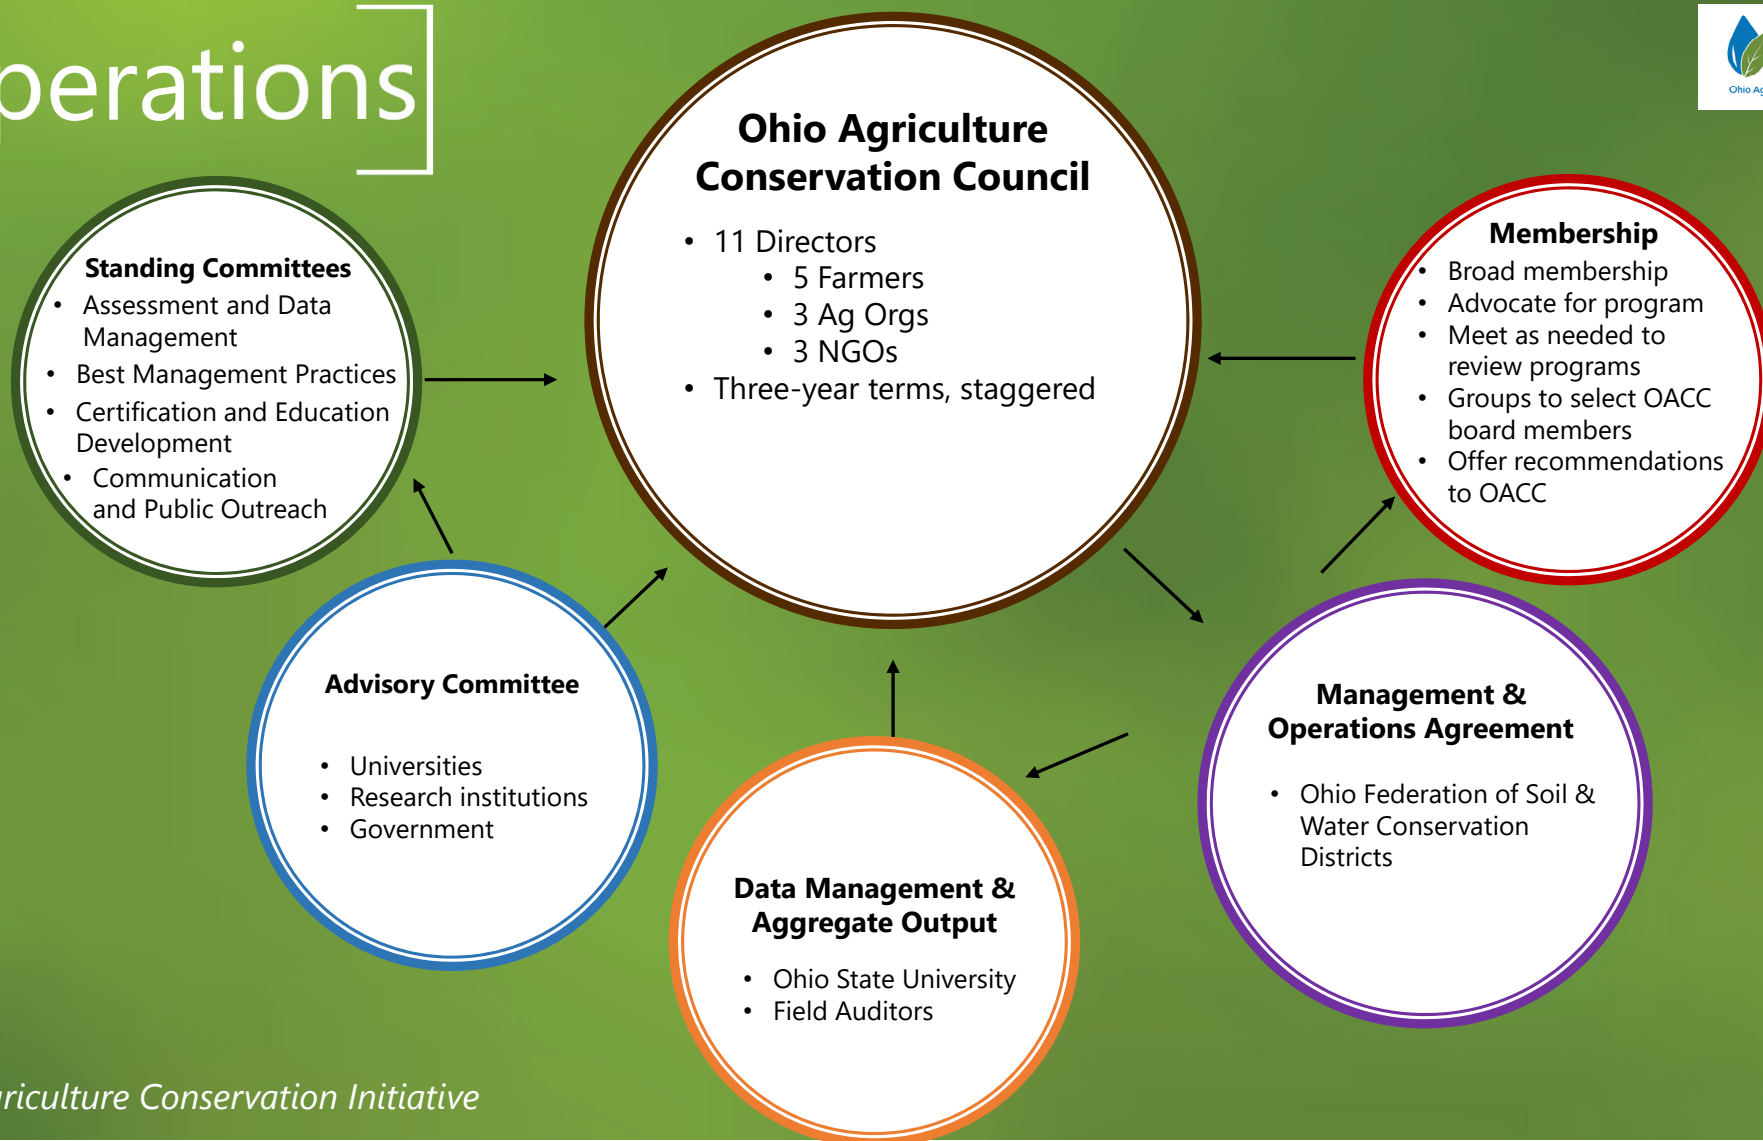 perations
Ohio Ag
Ohio Agriculture
Conservation Council
• 11 Directors
• 5 Farmers
• 3 Ag Orgs
• 3 NGOs
• Three-year terms, staggered
Standing Committees
• Assessment and Data
Management
• Best Management Practices
• Certification and Education
Development
• Communication
and Public Outreach
Membership
• Broad membership
• Advocate for program
• Meet as needed to
review programs
• Groups to select OACC
board members
• Offer recommendations
to OACC
Advisory Committee
• Universities
• Research institutions
• Government
Data Management &
Aggregate Output
• Ohio State University
• Field Auditors
Management &
Operations Agreement
• Ohio Federation of Soil &
Water Conservation
Districts
riculture Conservation Initiative